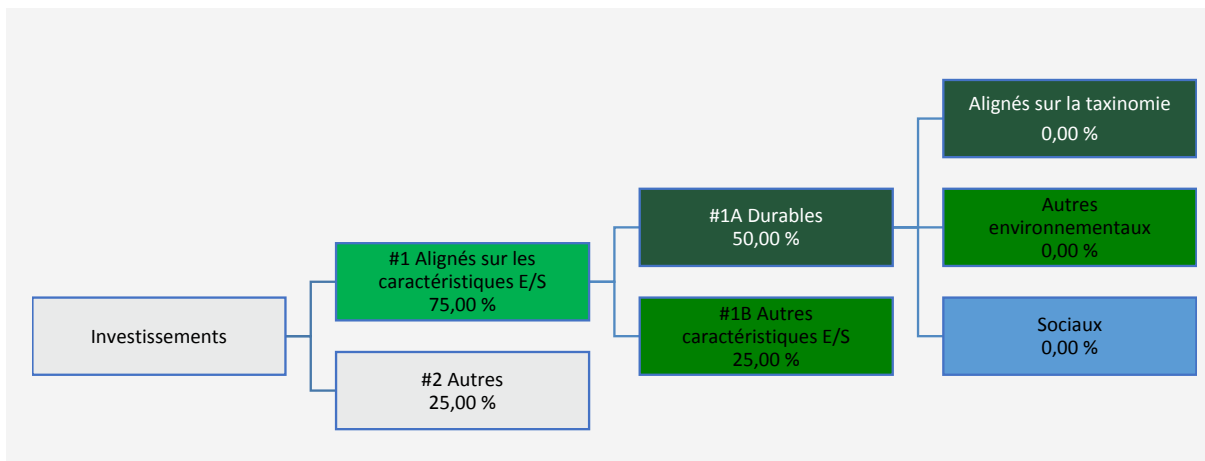 Investissements
#1 Alignés sur les
caractéristiques E/S
75,00 %
#2 Autres
25,00 %
#1A Durables
50,00 %
#1B Autres
caractéristiques E/S
25,00 %
Alignés sur la taxinomie
0,00 %
Autres
environnementaux
0,00 %
Sociaux
0,00 %